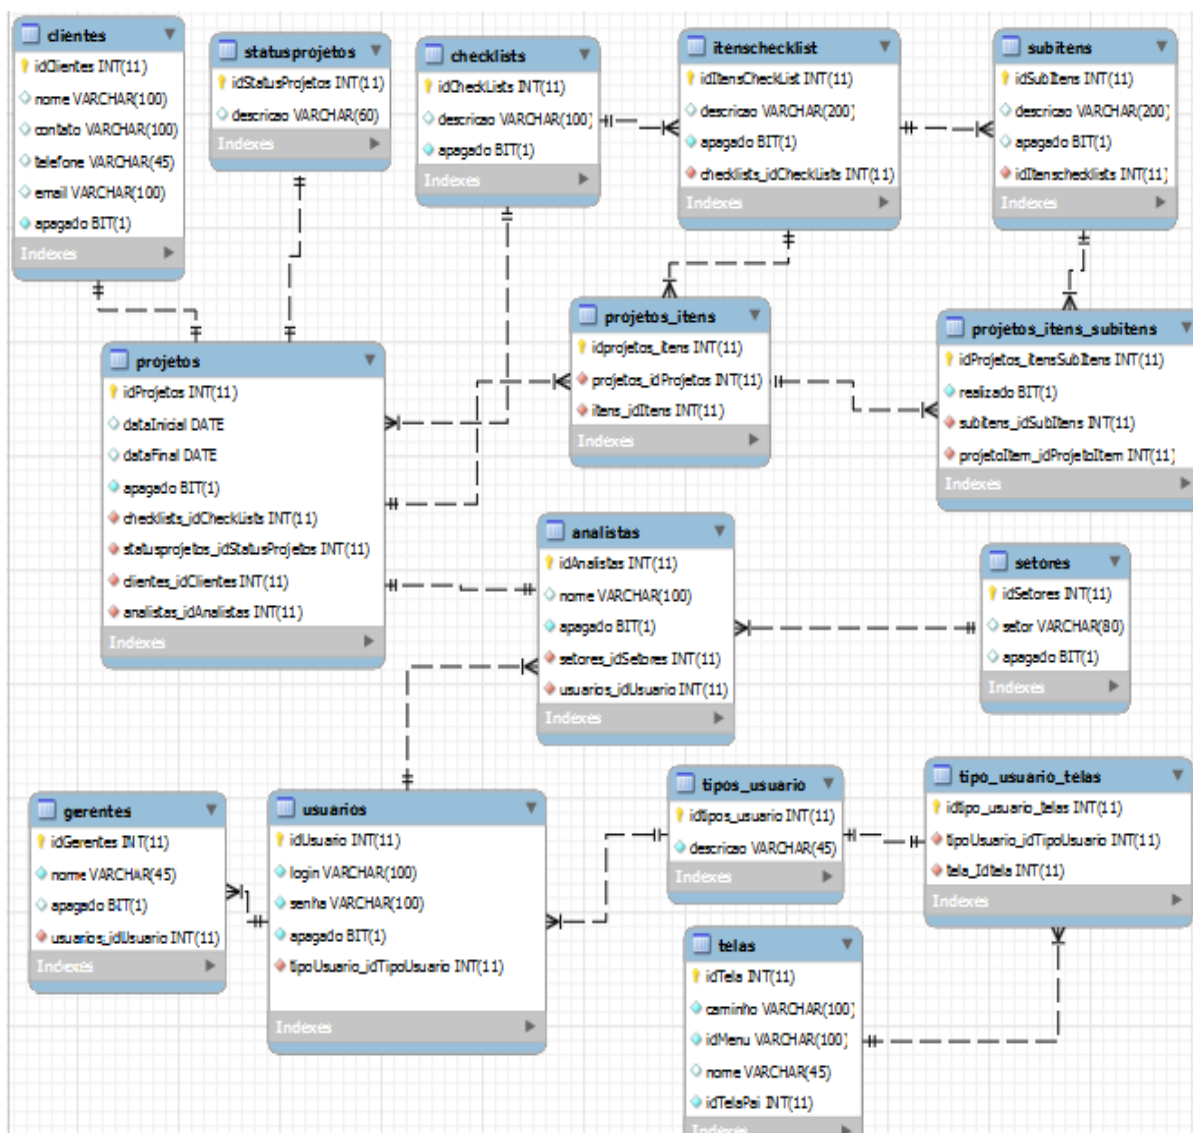 clientes
idClientes INT(11)
nome VARCHAR(100)
contato VARCHAR(100)
telefone VARCHAR(45)
email VARCHAR(100)
apagado BIT(1)
Indexes
statusprojetos
idStatusProjetos INT(11)
descricao VARCHAR(60)
Indexes
checklists
idCheckLists INT(11)
descricao VARCHAR(100)
apagado BIT(1)
Indexes
itenschecklist
idItensCheckList INT(11)
descricao VARCHAR(200)
apagado BIT(1)
checklists_idCheckLists INT(11)
Indexes
subitens
idSubItens INT(11)
descricao VARCHAR(200)
apagado BIT(1)
idItenschecklists INT(11)
Indexes
projetos_itens
idprojetos_itens INT(11)
projetos_idProjetos INT(11)
itens_idItens INT(11)
Indexes
projetos_itens_subitens
idProjetos_itensSubItens INT(11)
realizado BIT(1)
subitens_idSubItens INT(11)
projetoItem_idProjetoItem INT(11)
Indexes
projetos
idProjetos INT(11)
dataInicial DATE
dataFinal DATE
apagado BIT(1)
checklists_idCheckLists INT(11)
statusprojetos_idStatusProjetos INT(11)
clientes_idClientes INT(11)
analistas_idAnalistas INT(11)
Indexes
analistas
idAnalistas INT(11)
nome VARCHAR(100)
apagado BIT(1)
setores_idSetores INT(11)
usuarios_idUsuario INT(11)
Indexes
setores
idSetores INT(11)
setor VARCHAR(80)
apagado BIT(1)
Indexes
gerentes
idGerentes INT(11)
nome VARCHAR(45)
apagado BIT(1)
usuarios_idUsuario INT(11)
Indexes
usuarios
idUsuario INT(11)
login VARCHAR(100)
senha VARCHAR(100)
apagado BIT(1)
tipoUsuario_idTipoUsuario INT(11)
Indexes
tipos_usuario
idtipos_usuario INT(11)
descricao VARCHAR(45)
Indexes
tipo_usuario_telas
idtipo_usuario_telas INT(11)
tipoUsuario_idTipoUsuario INT(11)
tela_Idtela INT(11)
Indexes
telas
idTela INT(11)
caminho VARCHAR(100)
idMenu VARCHAR(100)
nome VARCHAR(45)
idTelaPai INT(11)
Indexes